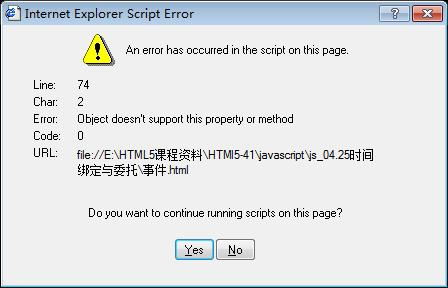 Internet Explorer Script Error
An error has occurred in the script on this page.
Line: 74
Char: 2
Error: Object doesn't support this property or method
Code: 0
URL: file://E:\HTML5课程资料\HTMl5-41\javascript\js_04.25时间
绑定与委托\事件.html
Do you want to continue running scripts on this page?
Yes No